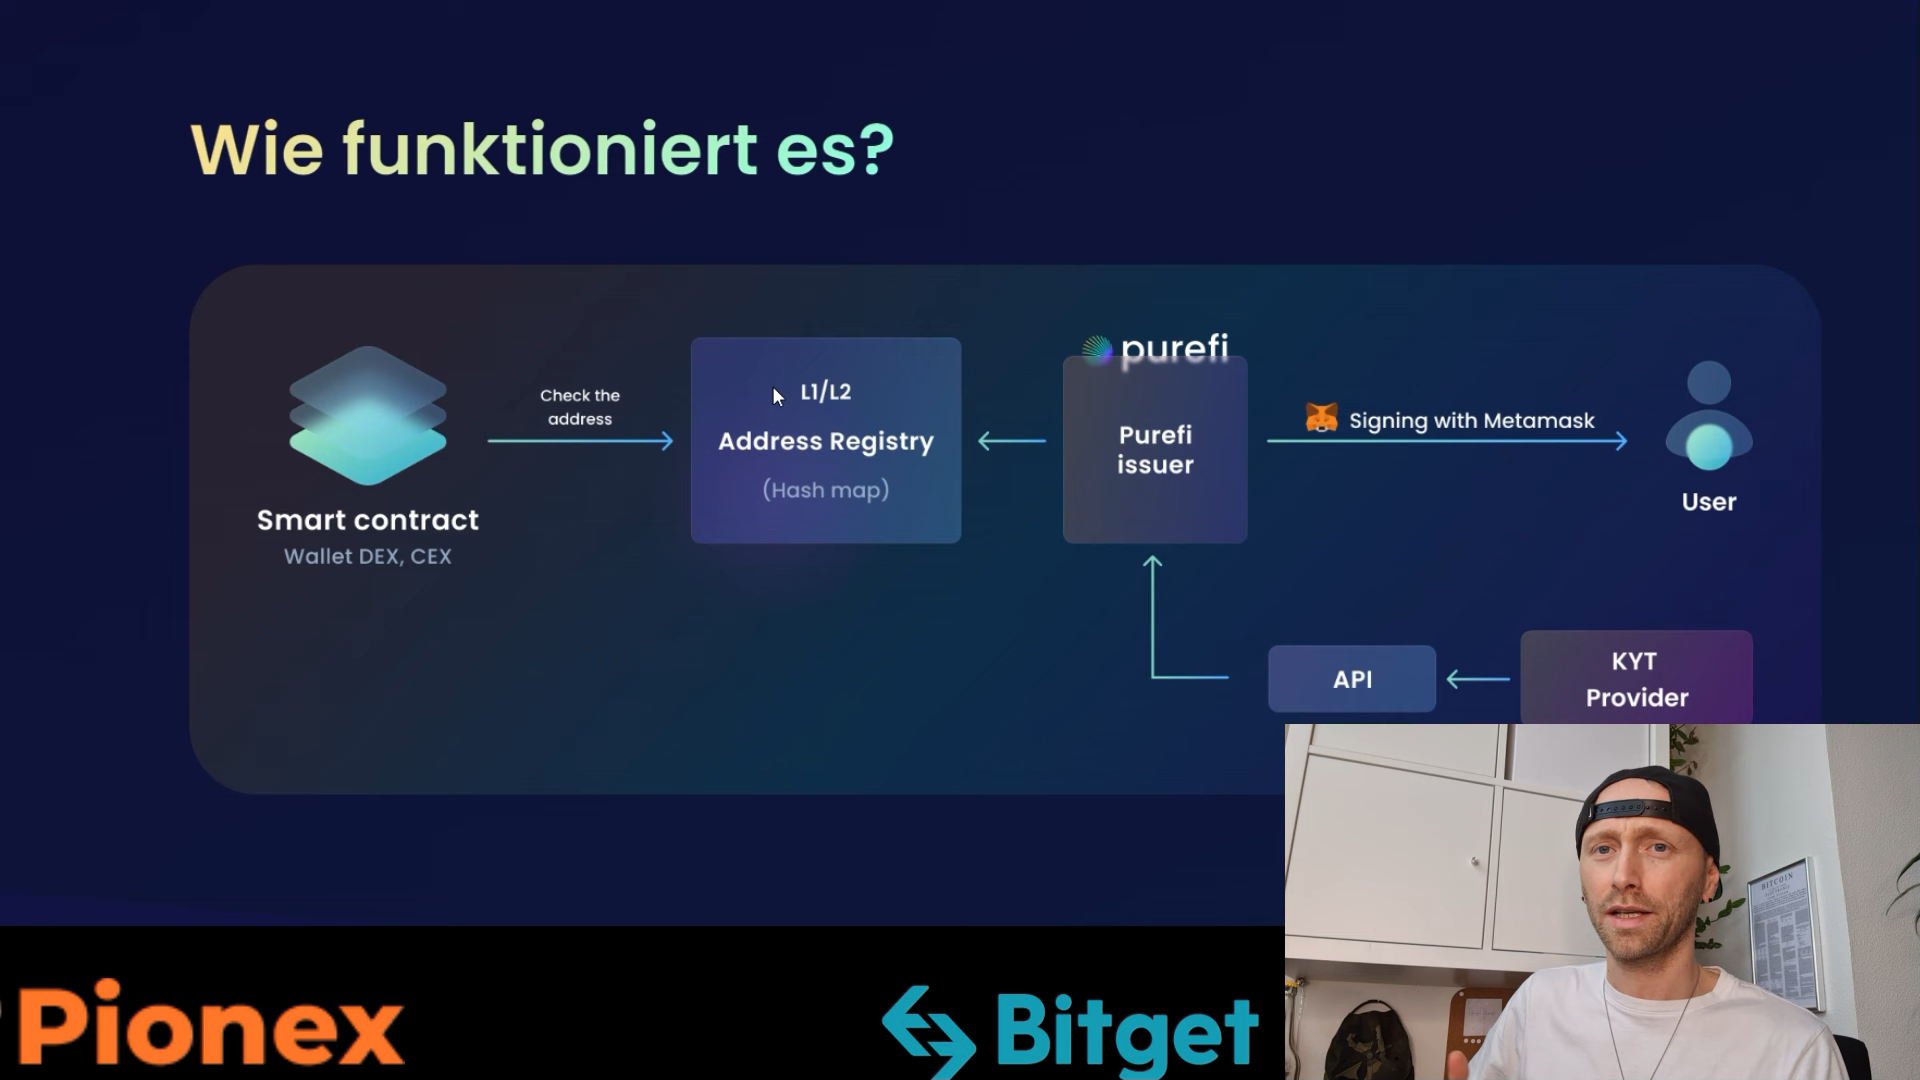 Wie funktioniert es?
purefi
L1/L2
Check the
address
Address Registry
(Hash map)
Purefi
issuer
Signing with Metamask
User
Smart contract
Wallet DEX, CEX
API
KYT
Provider
BITCOIN
Pionex
Bitget